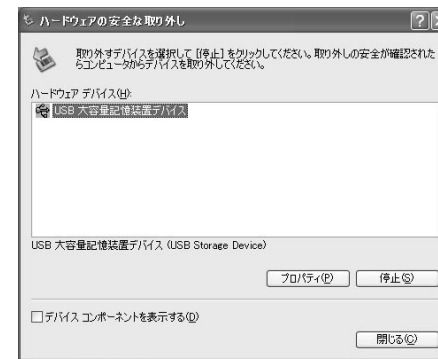 ハードウェアの安全な取り外し
取り外すデバイスを選択して [停止] をクリックしてください。取り外しの安全が確認された
らコンピュータからデバイスを取り外してください。
ハードウェア デバイス(H):
USB 大容量記憶装置デバイス
USB 大容量記憶装置デバイス (USB Storage Device)
プロパティ(P) 停止(S)
デバイス コンポーネントを表示する(D)
閉じる(C)